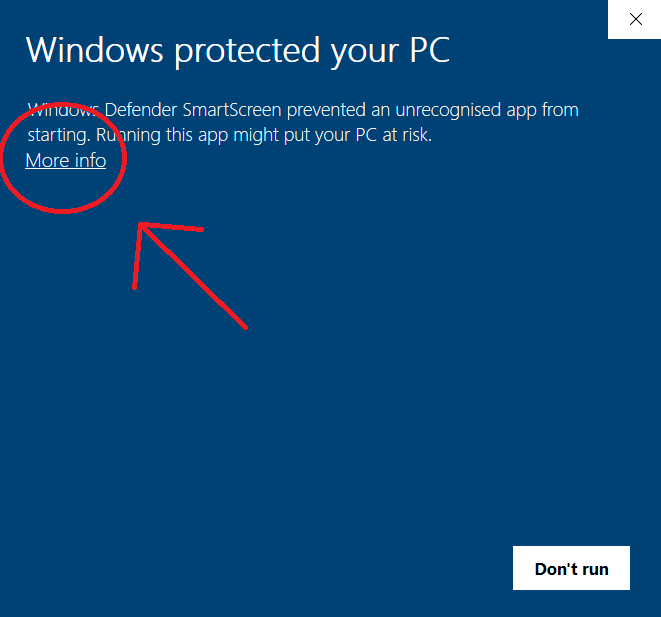 Windows protected your PC
Windows Defender SmartScreen prevented an unrecognised app from
starting. Running this app might put your PC at risk.
More info
Don't run